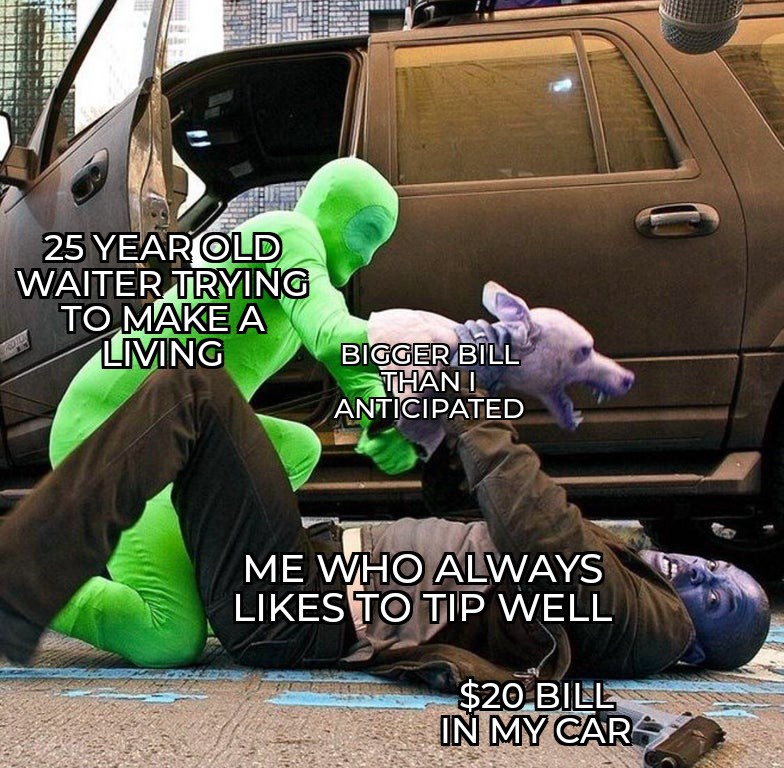 25 YEAR OLD
WAITER TRYING
TO MAKE A
LIVING
BIGGER BILL
THAN I
ANTICIPATED
ME WHO ALWAYS
LIKES TO TIP WELL
$20 BILL
IN MY CAR